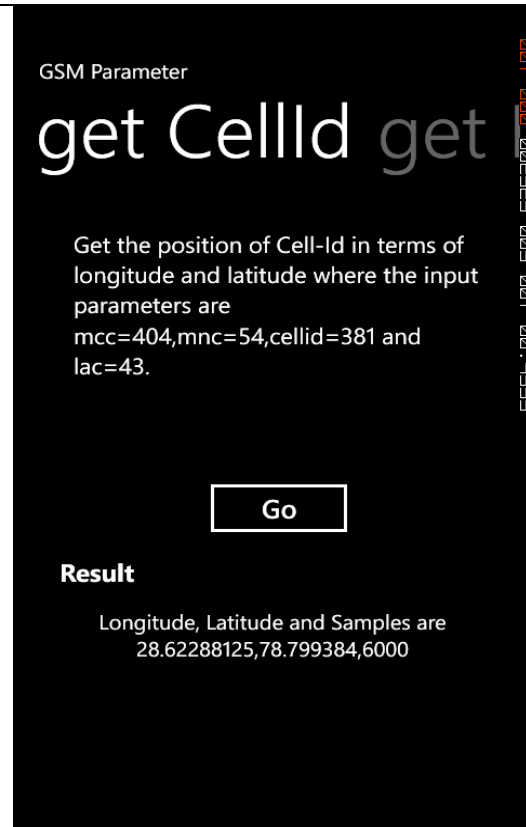 GSM Parameter
get CellId get
Get the position of Cell-Id in terms of
longitude and latitude where the input
parameters are
mcc=404,mnc=54,cellid=381 and
lac=43.
Go
Result
Longitude, Latitude and Samples are
28.62288125,78.799384,6000